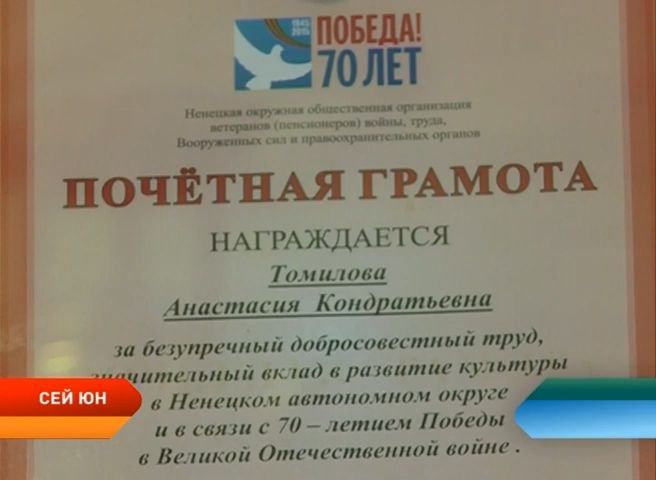 1945
2015
ПОБЕДА!
70 ЛЕТ
Ненецкая окружная общественная организация
ветеранов (пенсионеров) войны, труда,
Вооруженных сил и правоохранительных органов
ПОЧЁТНАЯ ГРАМОТА
НАГРАЖДАЕТСЯ
Томилова
Анастасия Кондратьевна
за безупречный добросовестный труд,
значительный вклад в развитие культуры
в Ненецком автономном округе
и в связи с 70 – летием Победы
в Великой Отечественной войне .
СЕЙ ЮН